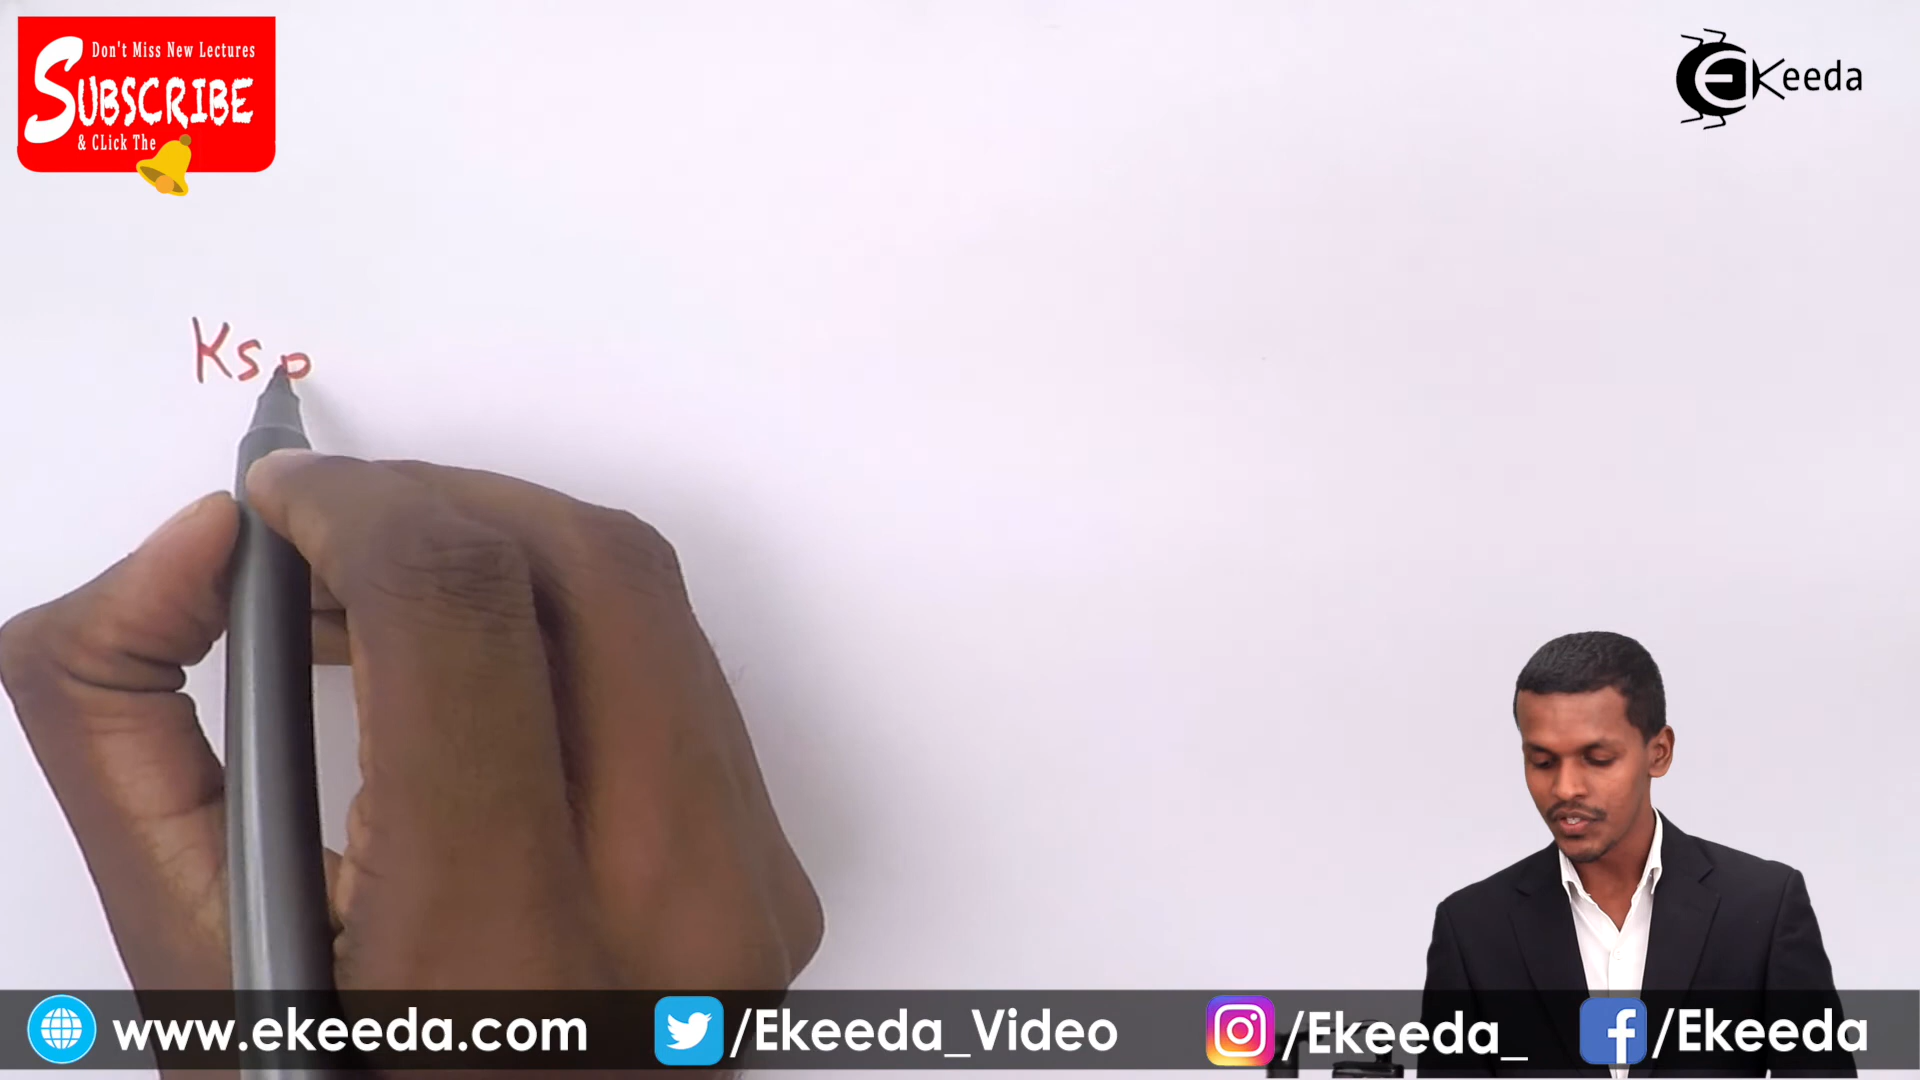 Don't Miss New Lectures
SUBSCRIBE
& CLick The
Keeda
Ksp
www.ekeeda.com
/Ekeeda_Video
/Ekeeda_
/Ekeeda